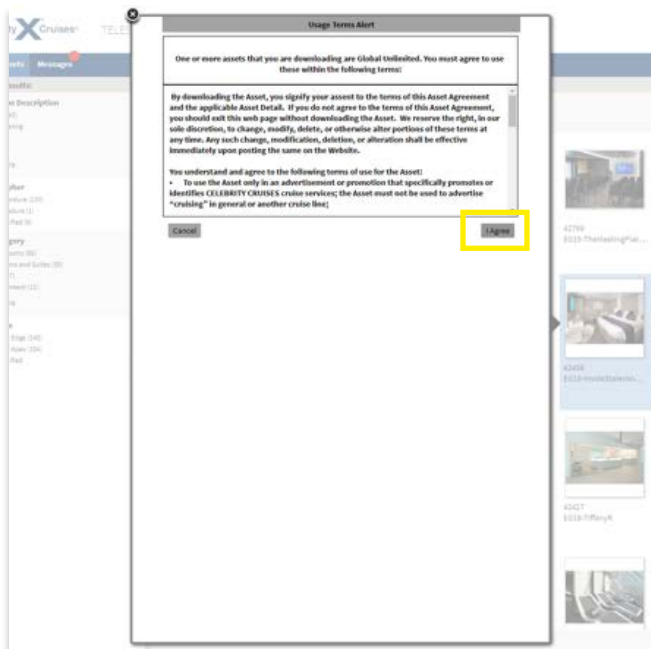 Usage Terms Alert
One or more assets that you are downloading are Global Unlimited. You must agree to use
these within the following terms:
By downloading the Asset, you signify your assent to the terms of this Asset Agreement
and the applicable Asset Detail. If you do not agree to the terms of this Asset Agreement,
you should exit this web page without downloading the Asset. We reserve the right, in our
sole discretion, to change, modify, delete, or otherwise alter portions of these terms at
any time. Any such change, modification, deletion, or alteration shall be effective
immediately upon posting the same on the Website.
You understand and agree to the following terms of use for the Asset:
• To use the Asset only in an advertisement or promotion that specifically promotes or
identifies CELEBRITY CRUISES cruise services; the Asset must not be used to advertise
"cruising" in general or another cruise line;
Cancel
I Agree
ty X Cruises
Messages
Description
42799
42427
EG18-TiffanyR